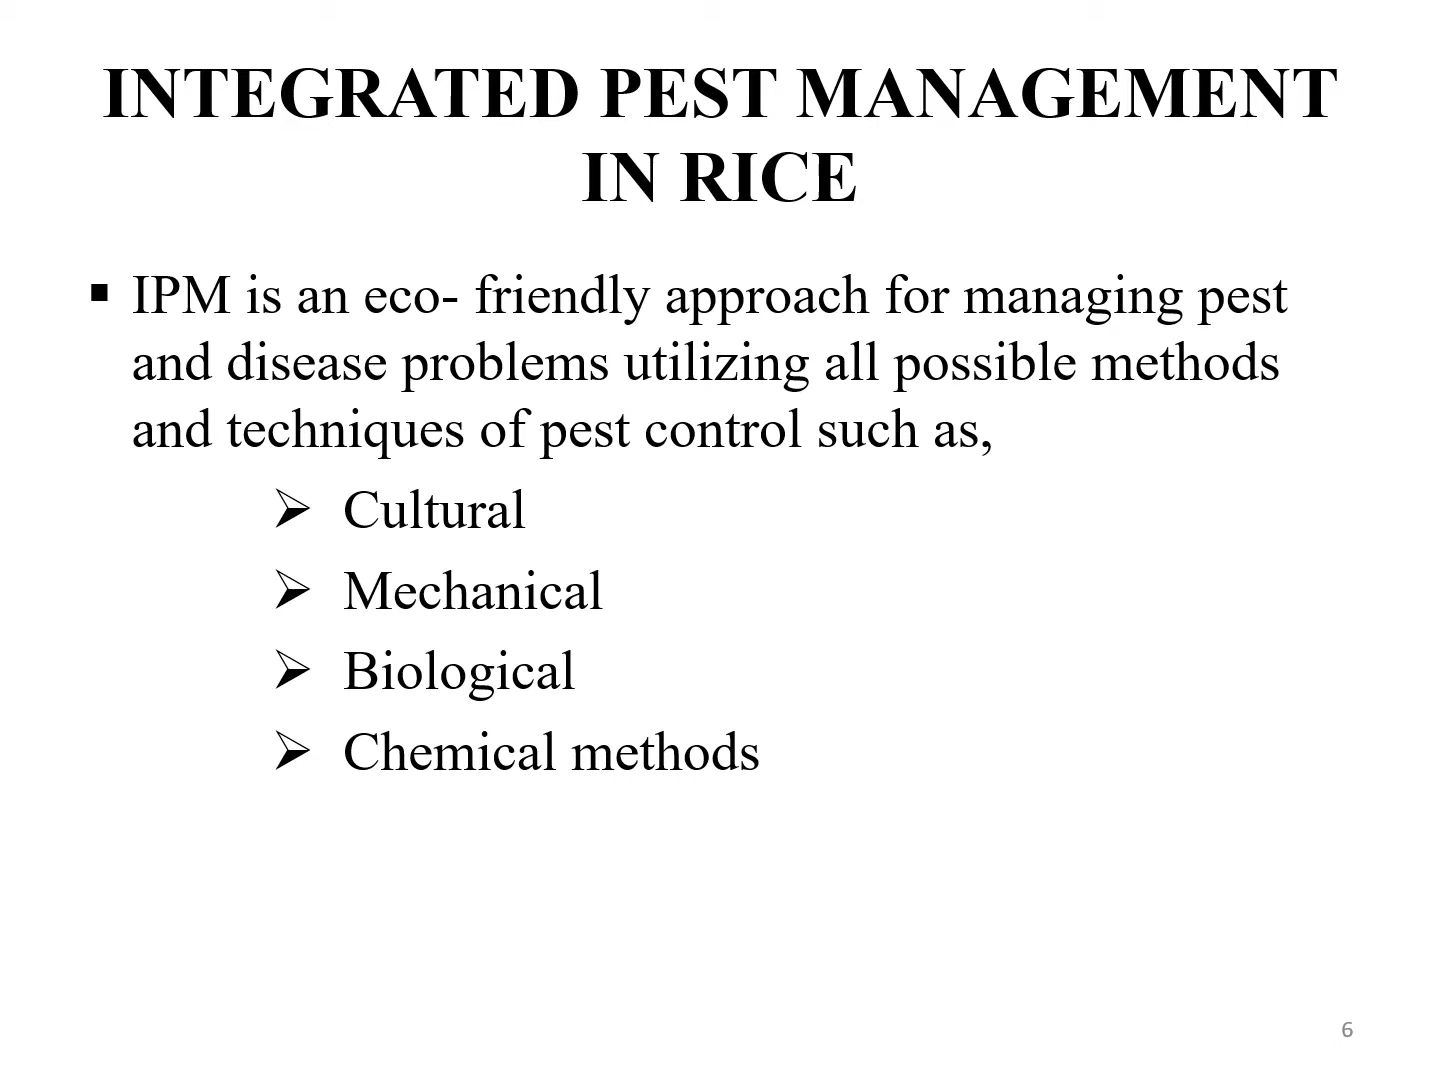 INTEGRATED PEST MANAGEMENT
IN RICE
▪ IPM is an eco- friendly approach for managing pest
and disease problems utilizing all possible methods
and techniques of pest control such as,
➢ Cultural
➢ Mechanical
➢ Biological
➢ Chemical methods
6